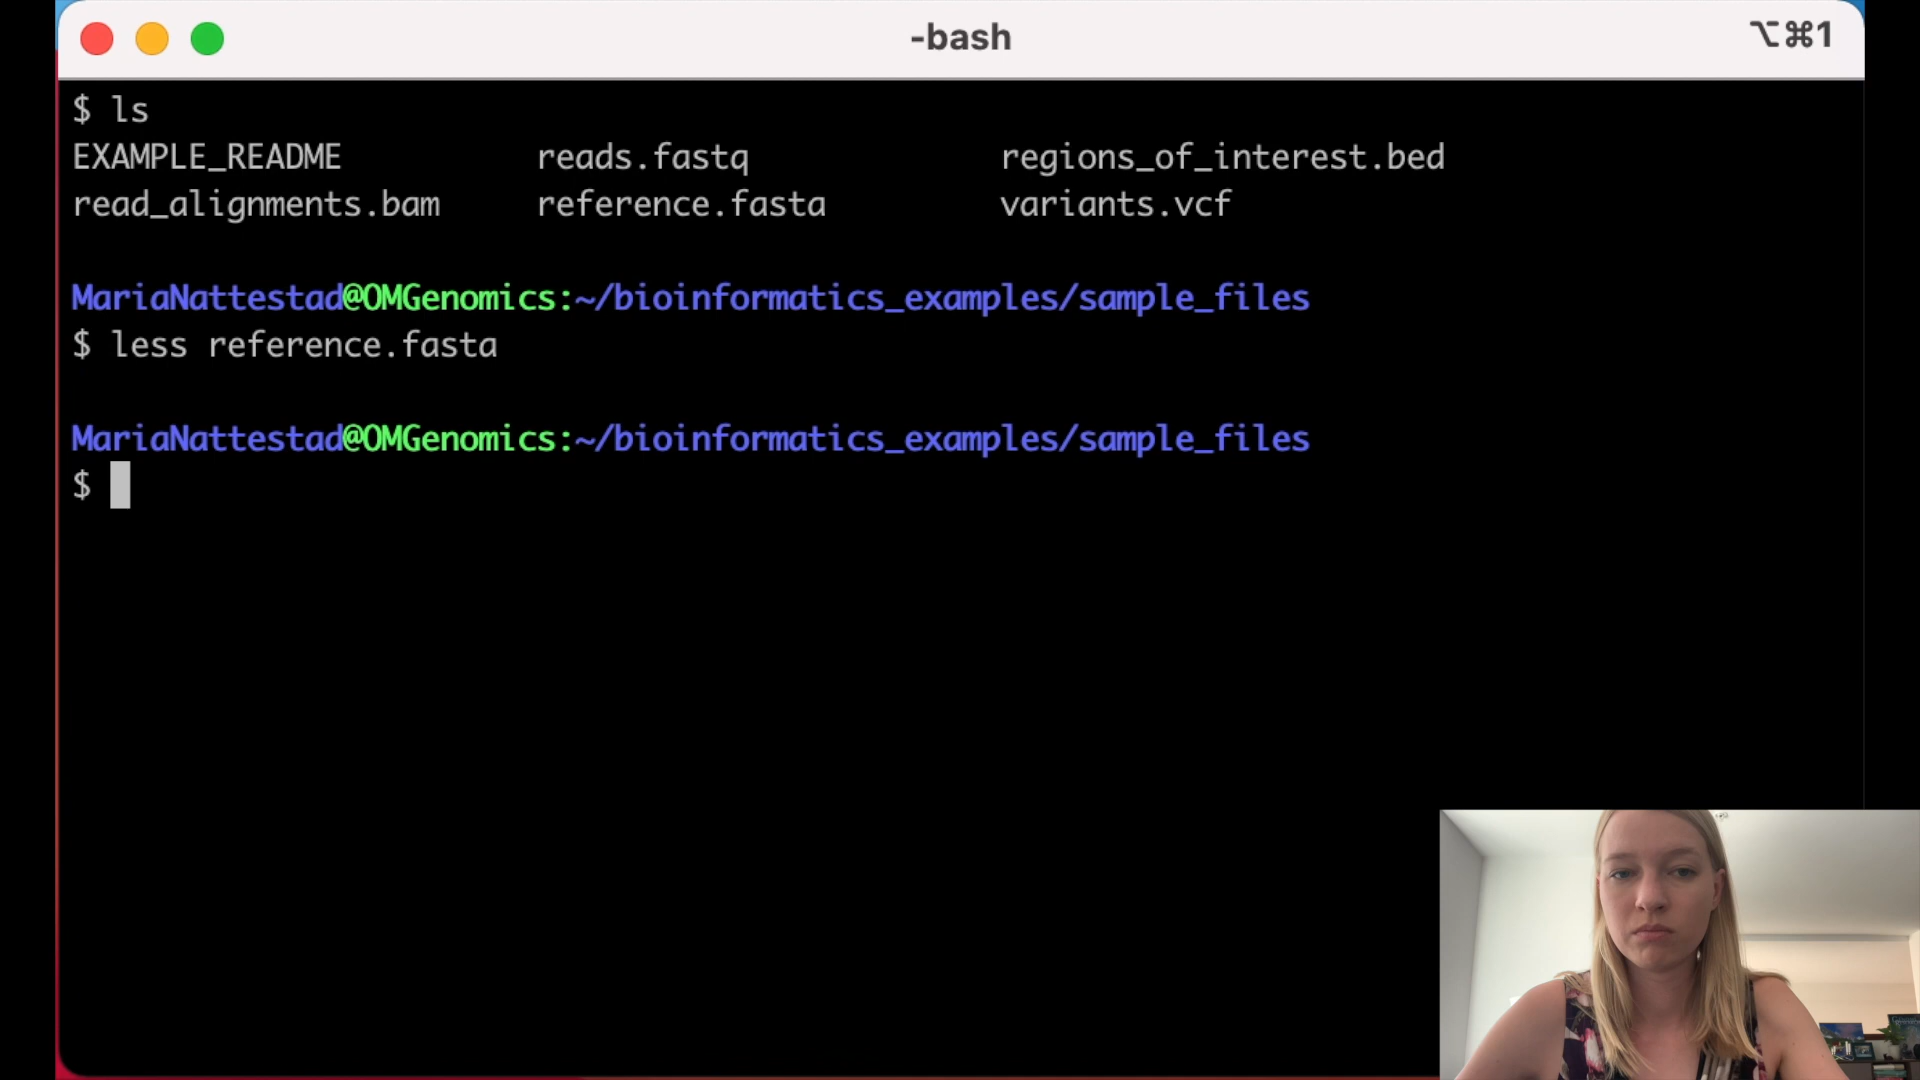 -bash
⌥⌘1
$ ls
EXAMPLE_README reads.fastq regions_of_interest.bed
read_alignments.bam reference.fasta variants.vcf
MariaNattestad@OMGenomics:~/bioinformatics_examples/sample_files
$ less reference.fasta
MariaNattestad@OMGenomics:~/bioinformatics_examples/sample_files
$